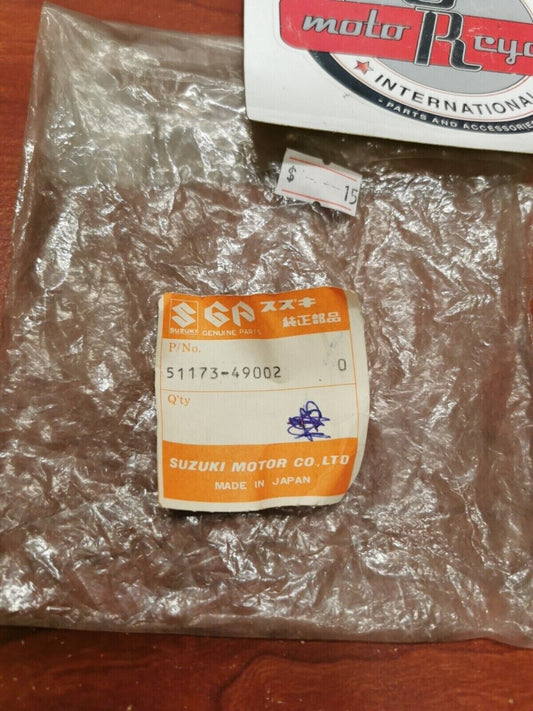 moto R cyc
INTERNATIONAL
- PARTS AND ACCESSORIES
$ 15
SUZUKI GENUINE PARTS スズキ
純正部品
P/No.
51173-49002 0
Q'ty
SUZUKI MOTOR CO.,LTD
MADE IN JAPAN